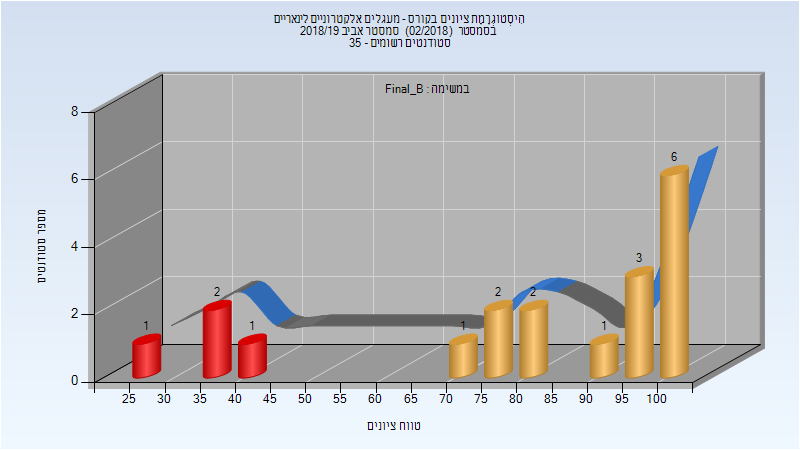 היסטוגרמת ציונים בקורס - מעגלים אלקטרוניים לינאריים
בסמסטר (02/2018) סמסטר אביב 2018/19
סטודנטים רשומים - 35
במשימה : Final_B
מספר סטודנטים
8
6
4
2
0
1
2
1
1
2
2
1
3
6
25 30 35 40 45 50 55 60 65 70 75 80 85 90 95 100
טווח ציונים